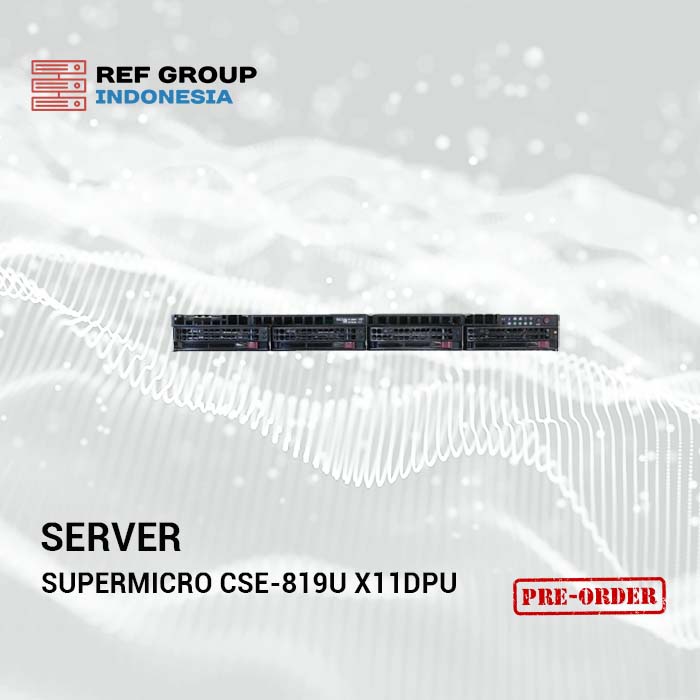 REF GROUP
INDONESIA
SERVER
SUPERMICRO CSE-819U X11DPU
PRE-ORDER